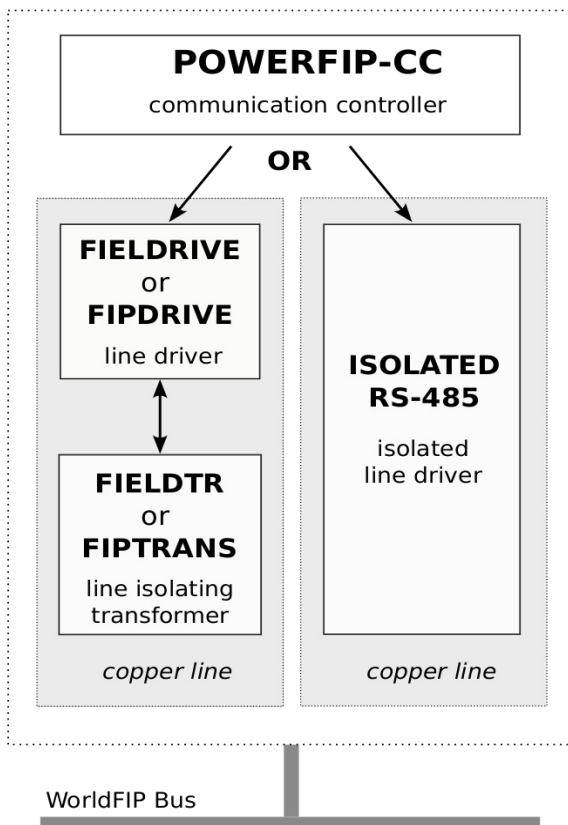 POWERFIP-CC
communication controller
OR
FIELDRIVE
or
FIPDRIVE
line driver
FIELDTR
or
FIPTRANS
line isolating
transformer
copper line
ISOLATED
RS-485
isolated
line driver
copper line
WorldFIP Bus